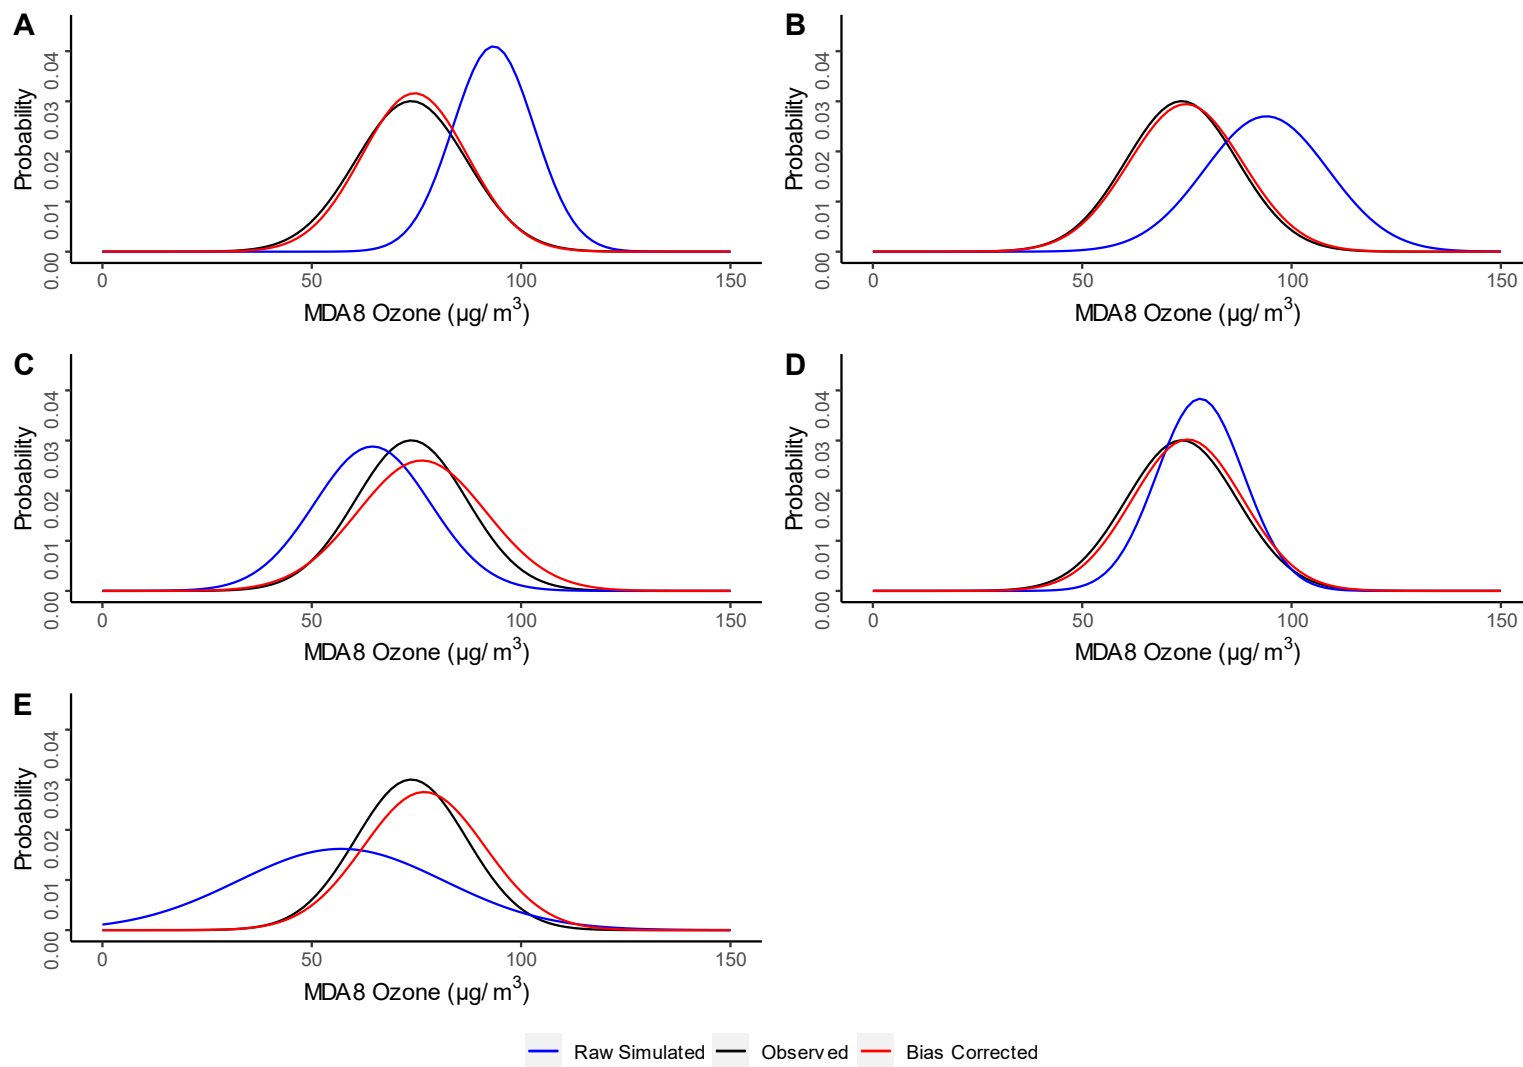 A
Probability
0.00 0.01 0.02 0.03 0.04
0 50 100 150
MDA8 Ozone (µg/ m³)
B
Probability
0.00 0.01 0.02 0.03 0.04
0 50 100 150
MDA8 Ozone (µg/ m³)
C
Probability
0.00 0.01 0.02 0.03 0.04
0 50 100 150
MDA8 Ozone (µg/ m³)
D
Probability
0.00 0.01 0.02 0.03 0.04
0 50 100 150
MDA8 Ozone (µg/ m³)
E
Probability
0.00 0.01 0.02 0.03 0.04
0 50 100 150
MDA8 Ozone (µg/ m³)
Raw Simulated Observed Bias Corrected